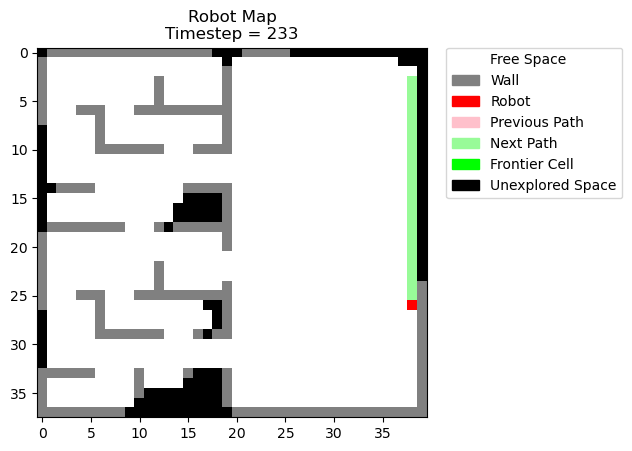 Robot Map
Timestep = 233
Free Space
Wall
Robot
Previous Path
Next Path
Frontier Cell
Unexplored Space
0
5
10
15
20
25
30
35
0 5 10 15 20 25 30 35